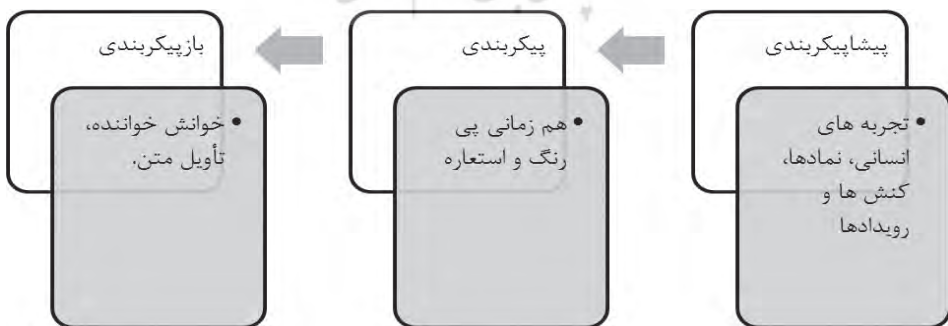 پیشاپیکربندی
• تجربه های
انسانی، نمادها،
کنش ها و
رویدادها
پیکربندی
• هم زمانی پی
رنگ و استعاره
بازپیکربندی
• خوانش خواننده،
تأویل متن.